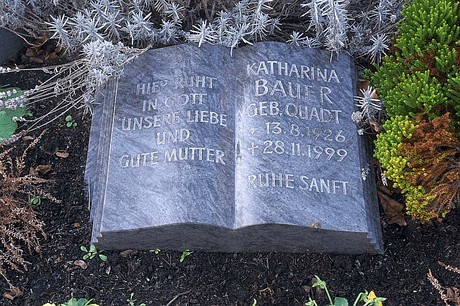 HIER RUHT
IN GOTT
UNSERE LIEBE
UND
GUTE MUTTER
KATHARINA
BAUER
GEB. QUADT
* 13.8.1926
+ 28.11.1999
RUHE SANFT